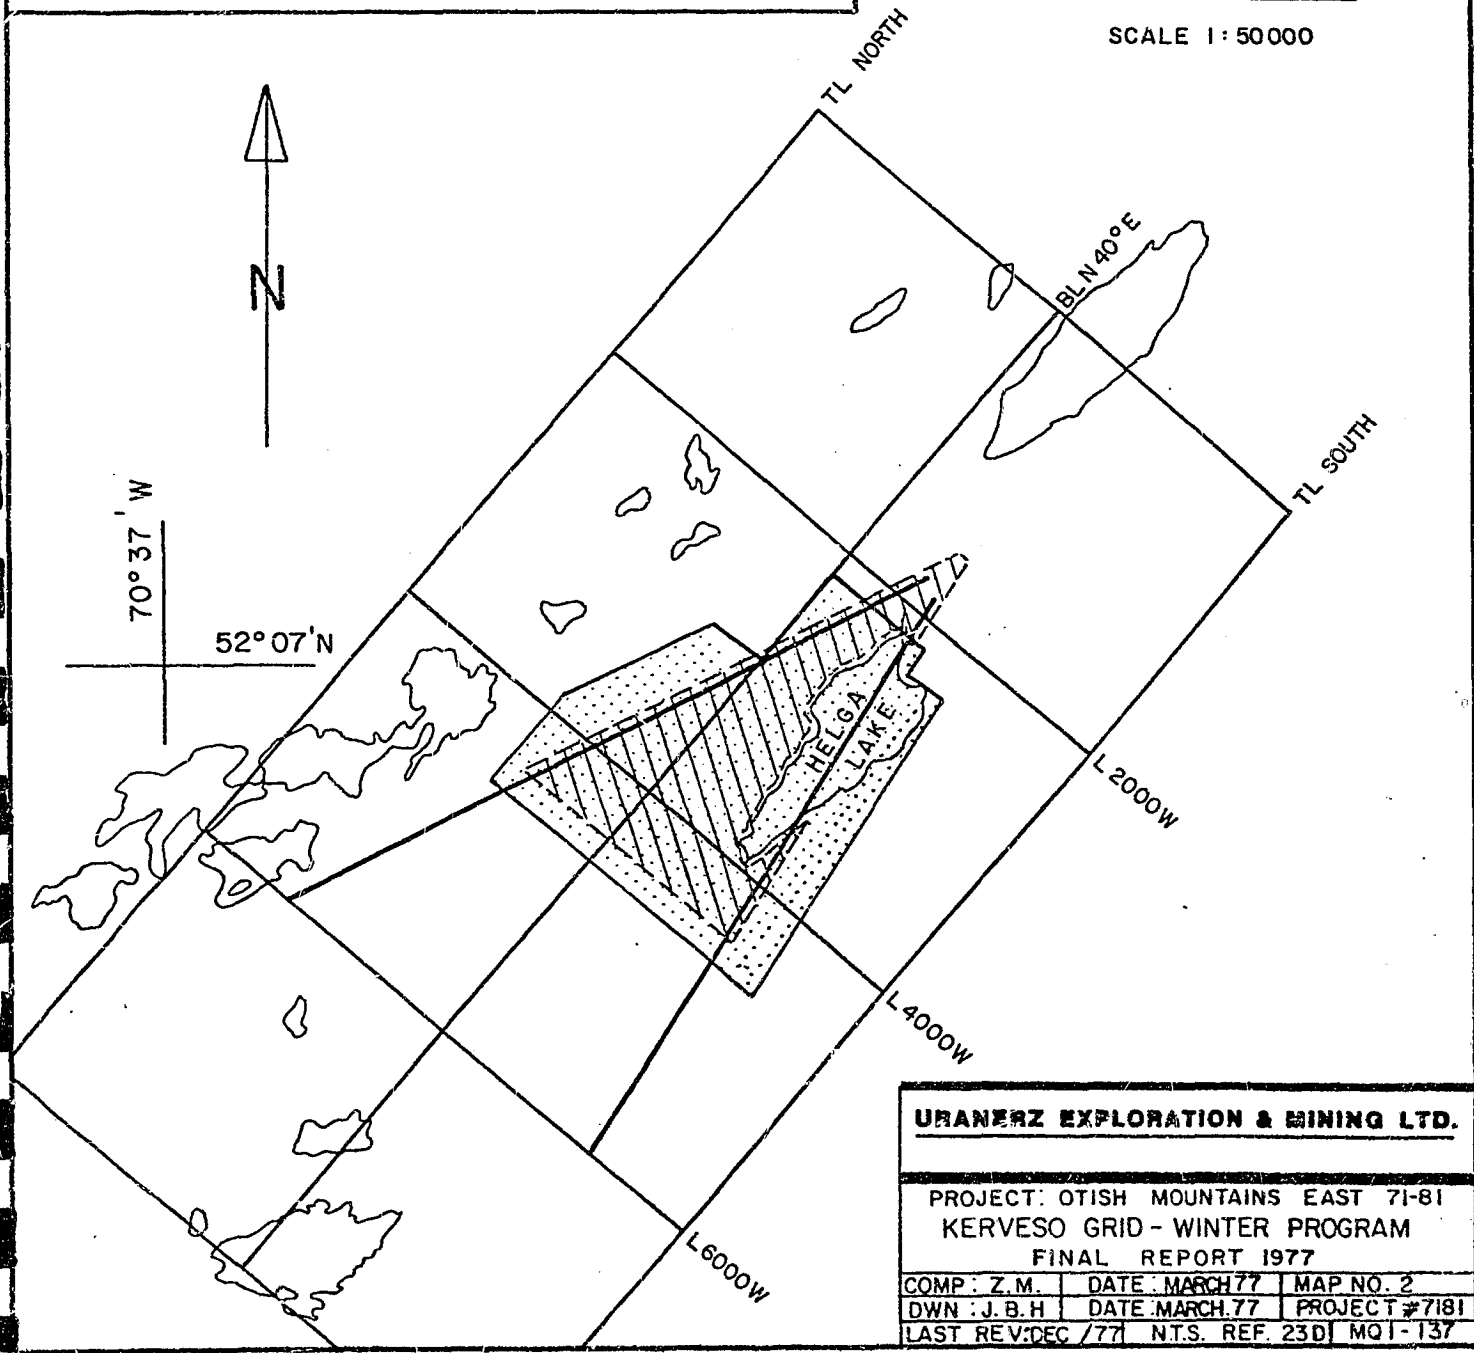 SCALE 1:50000
TL NORTH
N
BL N 40°E
TL SOUTH
70°37'W
52°07'N
HELGA
LAKE
L 2000W
L 4000W
L 6000W
URANERZ EXPLORATION & MINING LTD.
PROJECT: OTISH MOUNTAINS EAST 71-81
KERVESO GRID - WINTER PROGRAM
FINAL REPORT 1977
COMP: Z.M. DATE: MARCH 77 MAP NO. 2
DWN: J.B.H DATE: MARCH.77 PROJECT #7181
LAST REV: DEC /77 N.T.S. REF. 23D MQ1-137